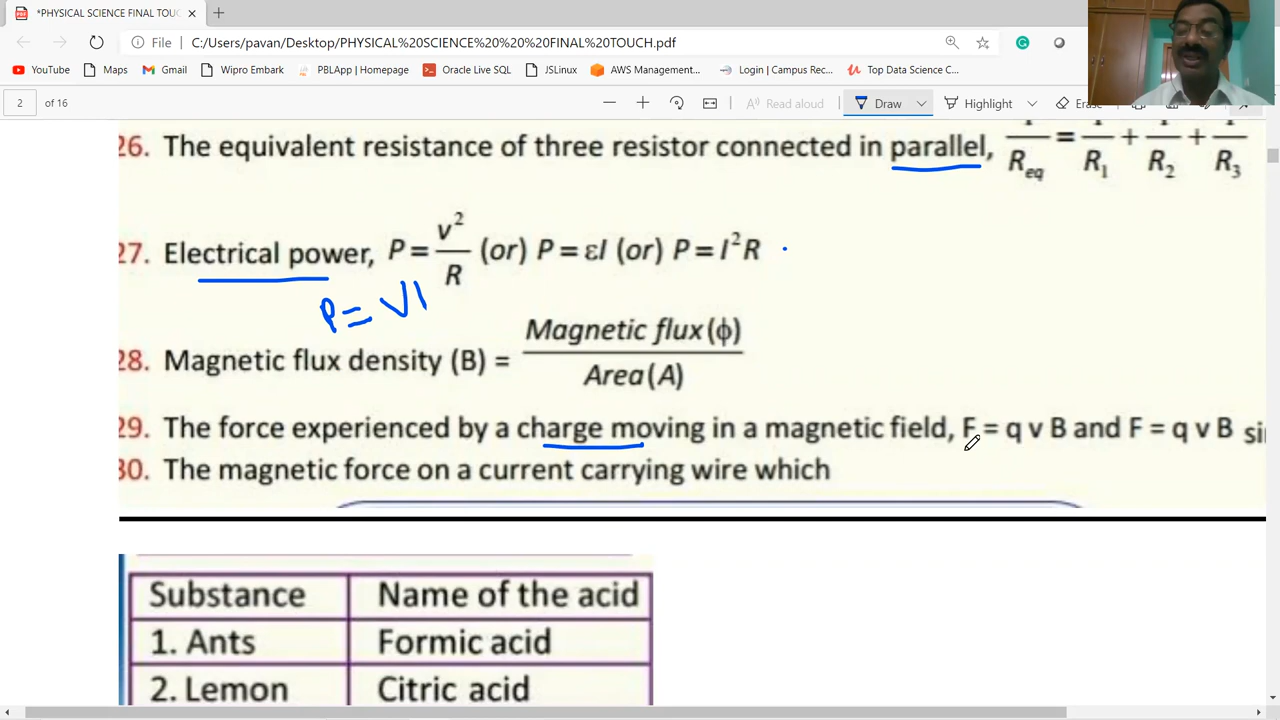 *PHYSICAL SCIENCE FINAL TOUC
File C:/Users/pavan/Desktop/PHYSICAL%20SCIENCE%20%20%20FINAL%20TOUCH.pdf
YouTube Maps Gmail Wipro Embark PBLApp | Homepage Oracle Live SQL JSLinux AWS Management... Login | Campus Rec... Top Data Science C...
2 of 16 Read aloud Draw Highlight Erase
26. The equivalent resistance of three resistor connected in parallel, 1/R_eq = 1/R_1 + 1/R_2 + 1/R_3
27. Electrical power, P = v²/R (or) P = εI (or) P = I²R
P = VI
28. Magnetic flux density (B) = Magnetic flux (ϕ) / Area (A)
29. The force experienced by a charge moving in a magnetic field, F = q v B and F = q v B
30. The magnetic force on a current carrying wire which
Substance Name of the acid
1. Ants Formic acid
2. Lemon Citric acid